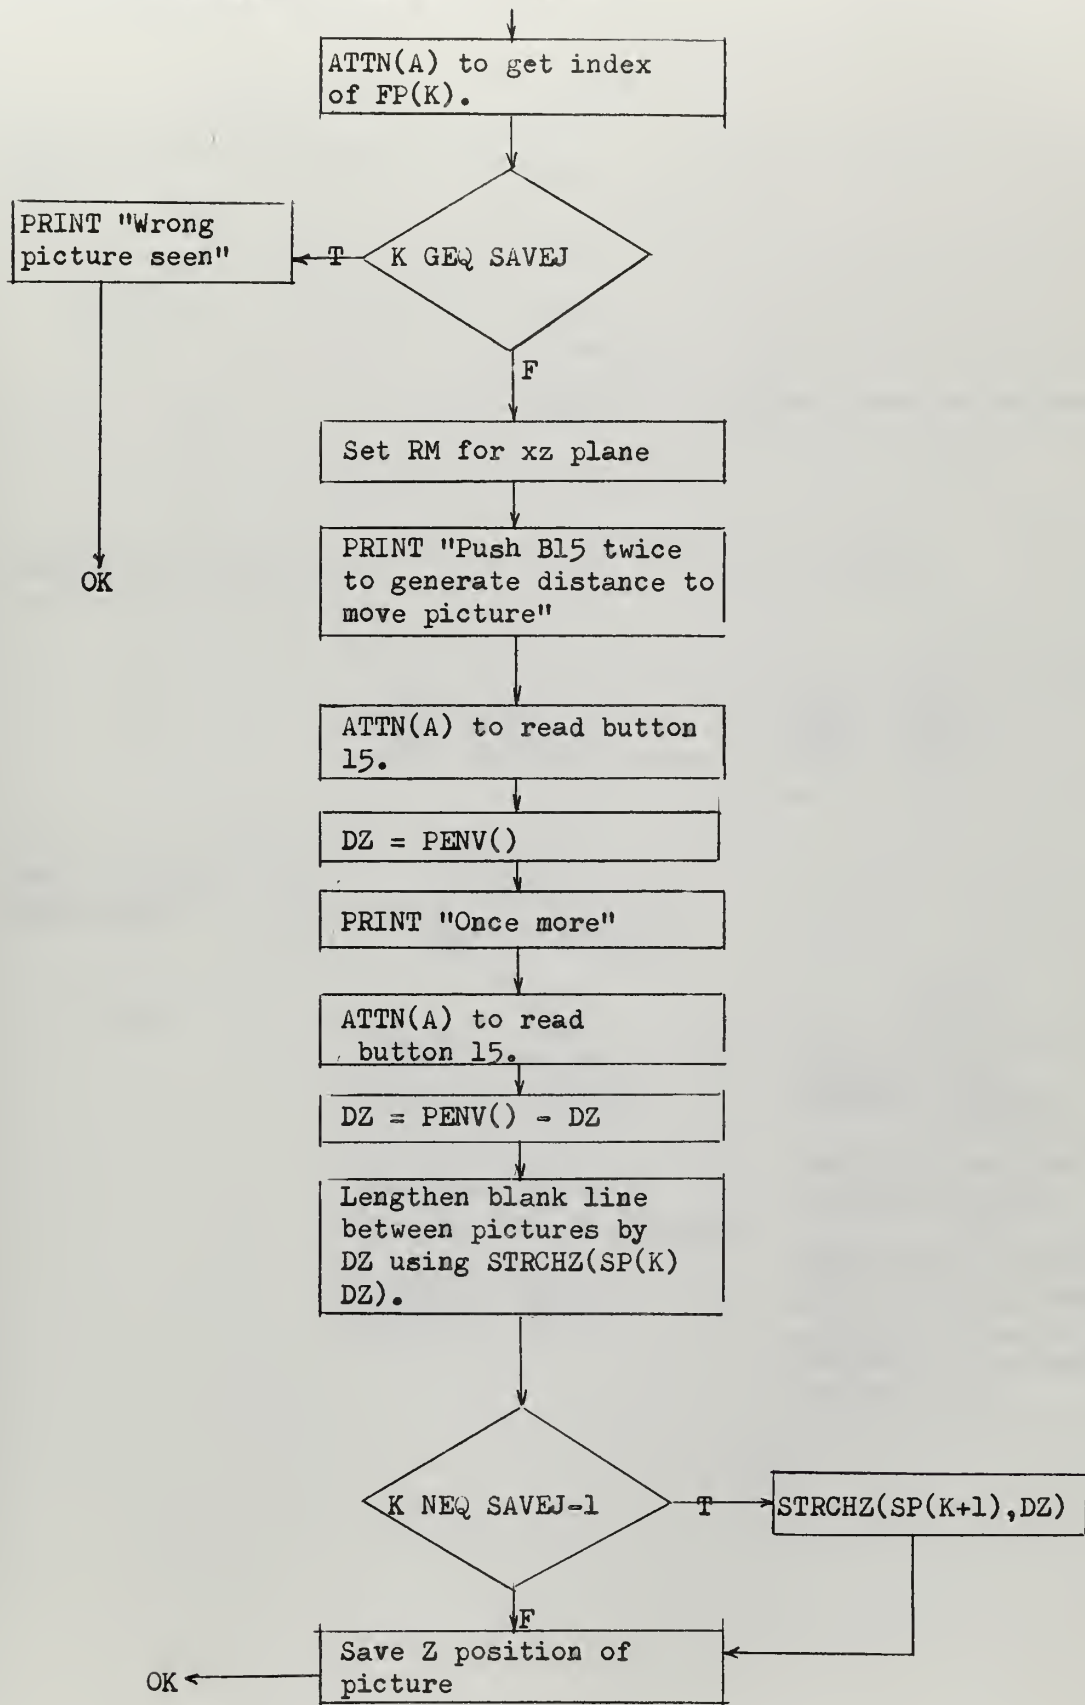 ATTN(A) to get index
of FP(K).
PRINT "Wrong
picture seen"
T
K GEQ SAVEJ
F
OK
Set RM for xz plane
PRINT "Push B15 twice
to generate distance to
move picture"
ATTN(A) to read button
15.
DZ = PENV()
PRINT "Once more"
ATTN(A) to read
button 15.
DZ = PENV() - DZ
Lengthen blank line
between pictures by
DZ using STRCHZ(SP(K)
DZ).
K NEQ SAVEJ-1
T
STRCHZ(SP(K+1),DZ)
F
Save Z position of
picture
OK